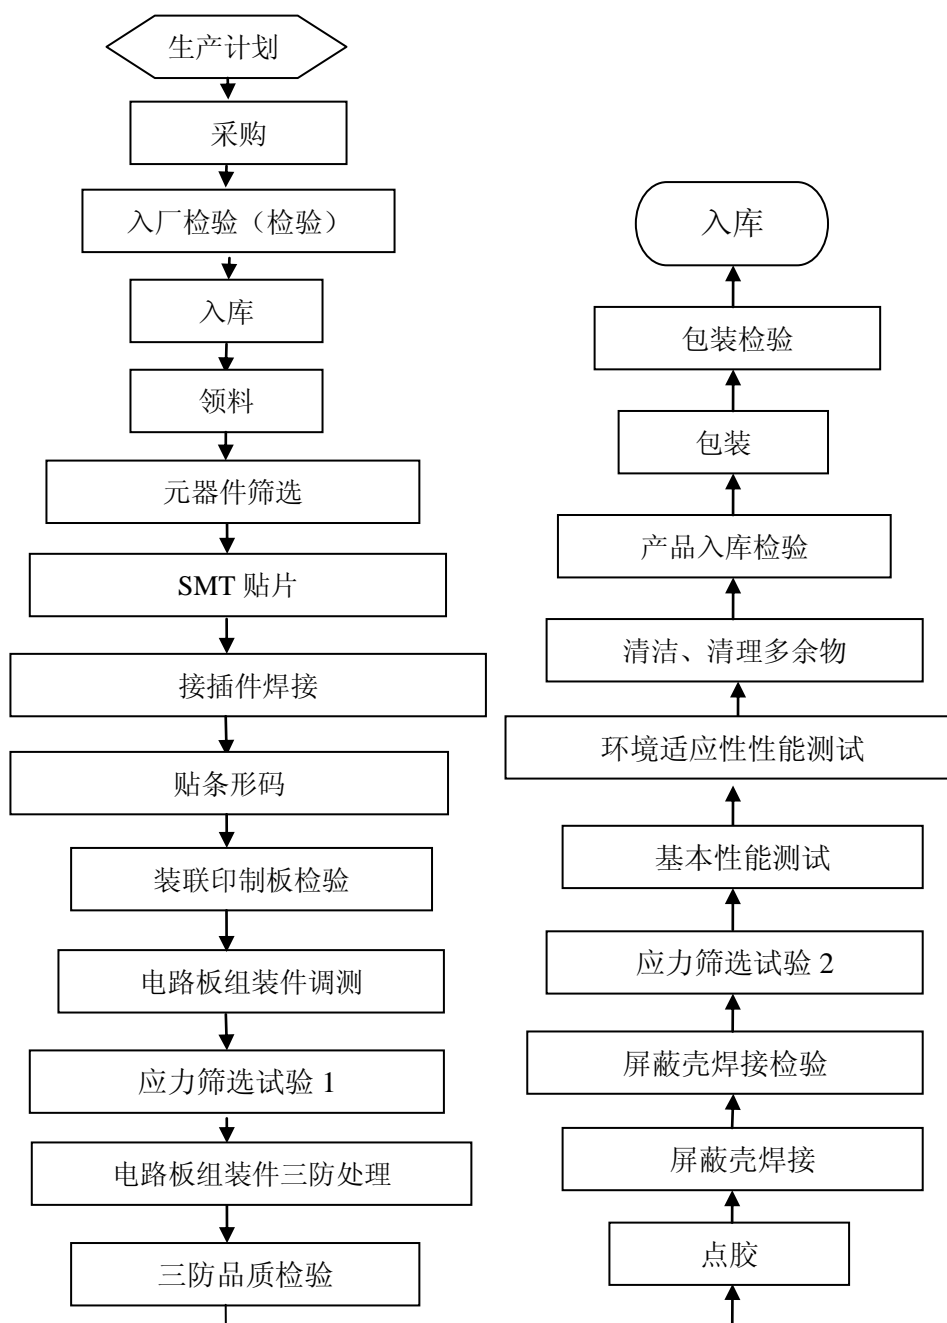 生产计划
采购
入厂检验（检验）
入库
领料
元器件筛选
SMT 贴片
接插件焊接
贴条形码
装联印制板检验
电路板组装件调测
应力筛选试验 1
电路板组装件三防处理
三防品质检验
点胶
屏蔽壳焊接
屏蔽壳焊接检验
应力筛选试验 2
基本性能测试
环境适应性性能测试
清洁、清理多余物
产品入库检验
包装
包装检验
入库